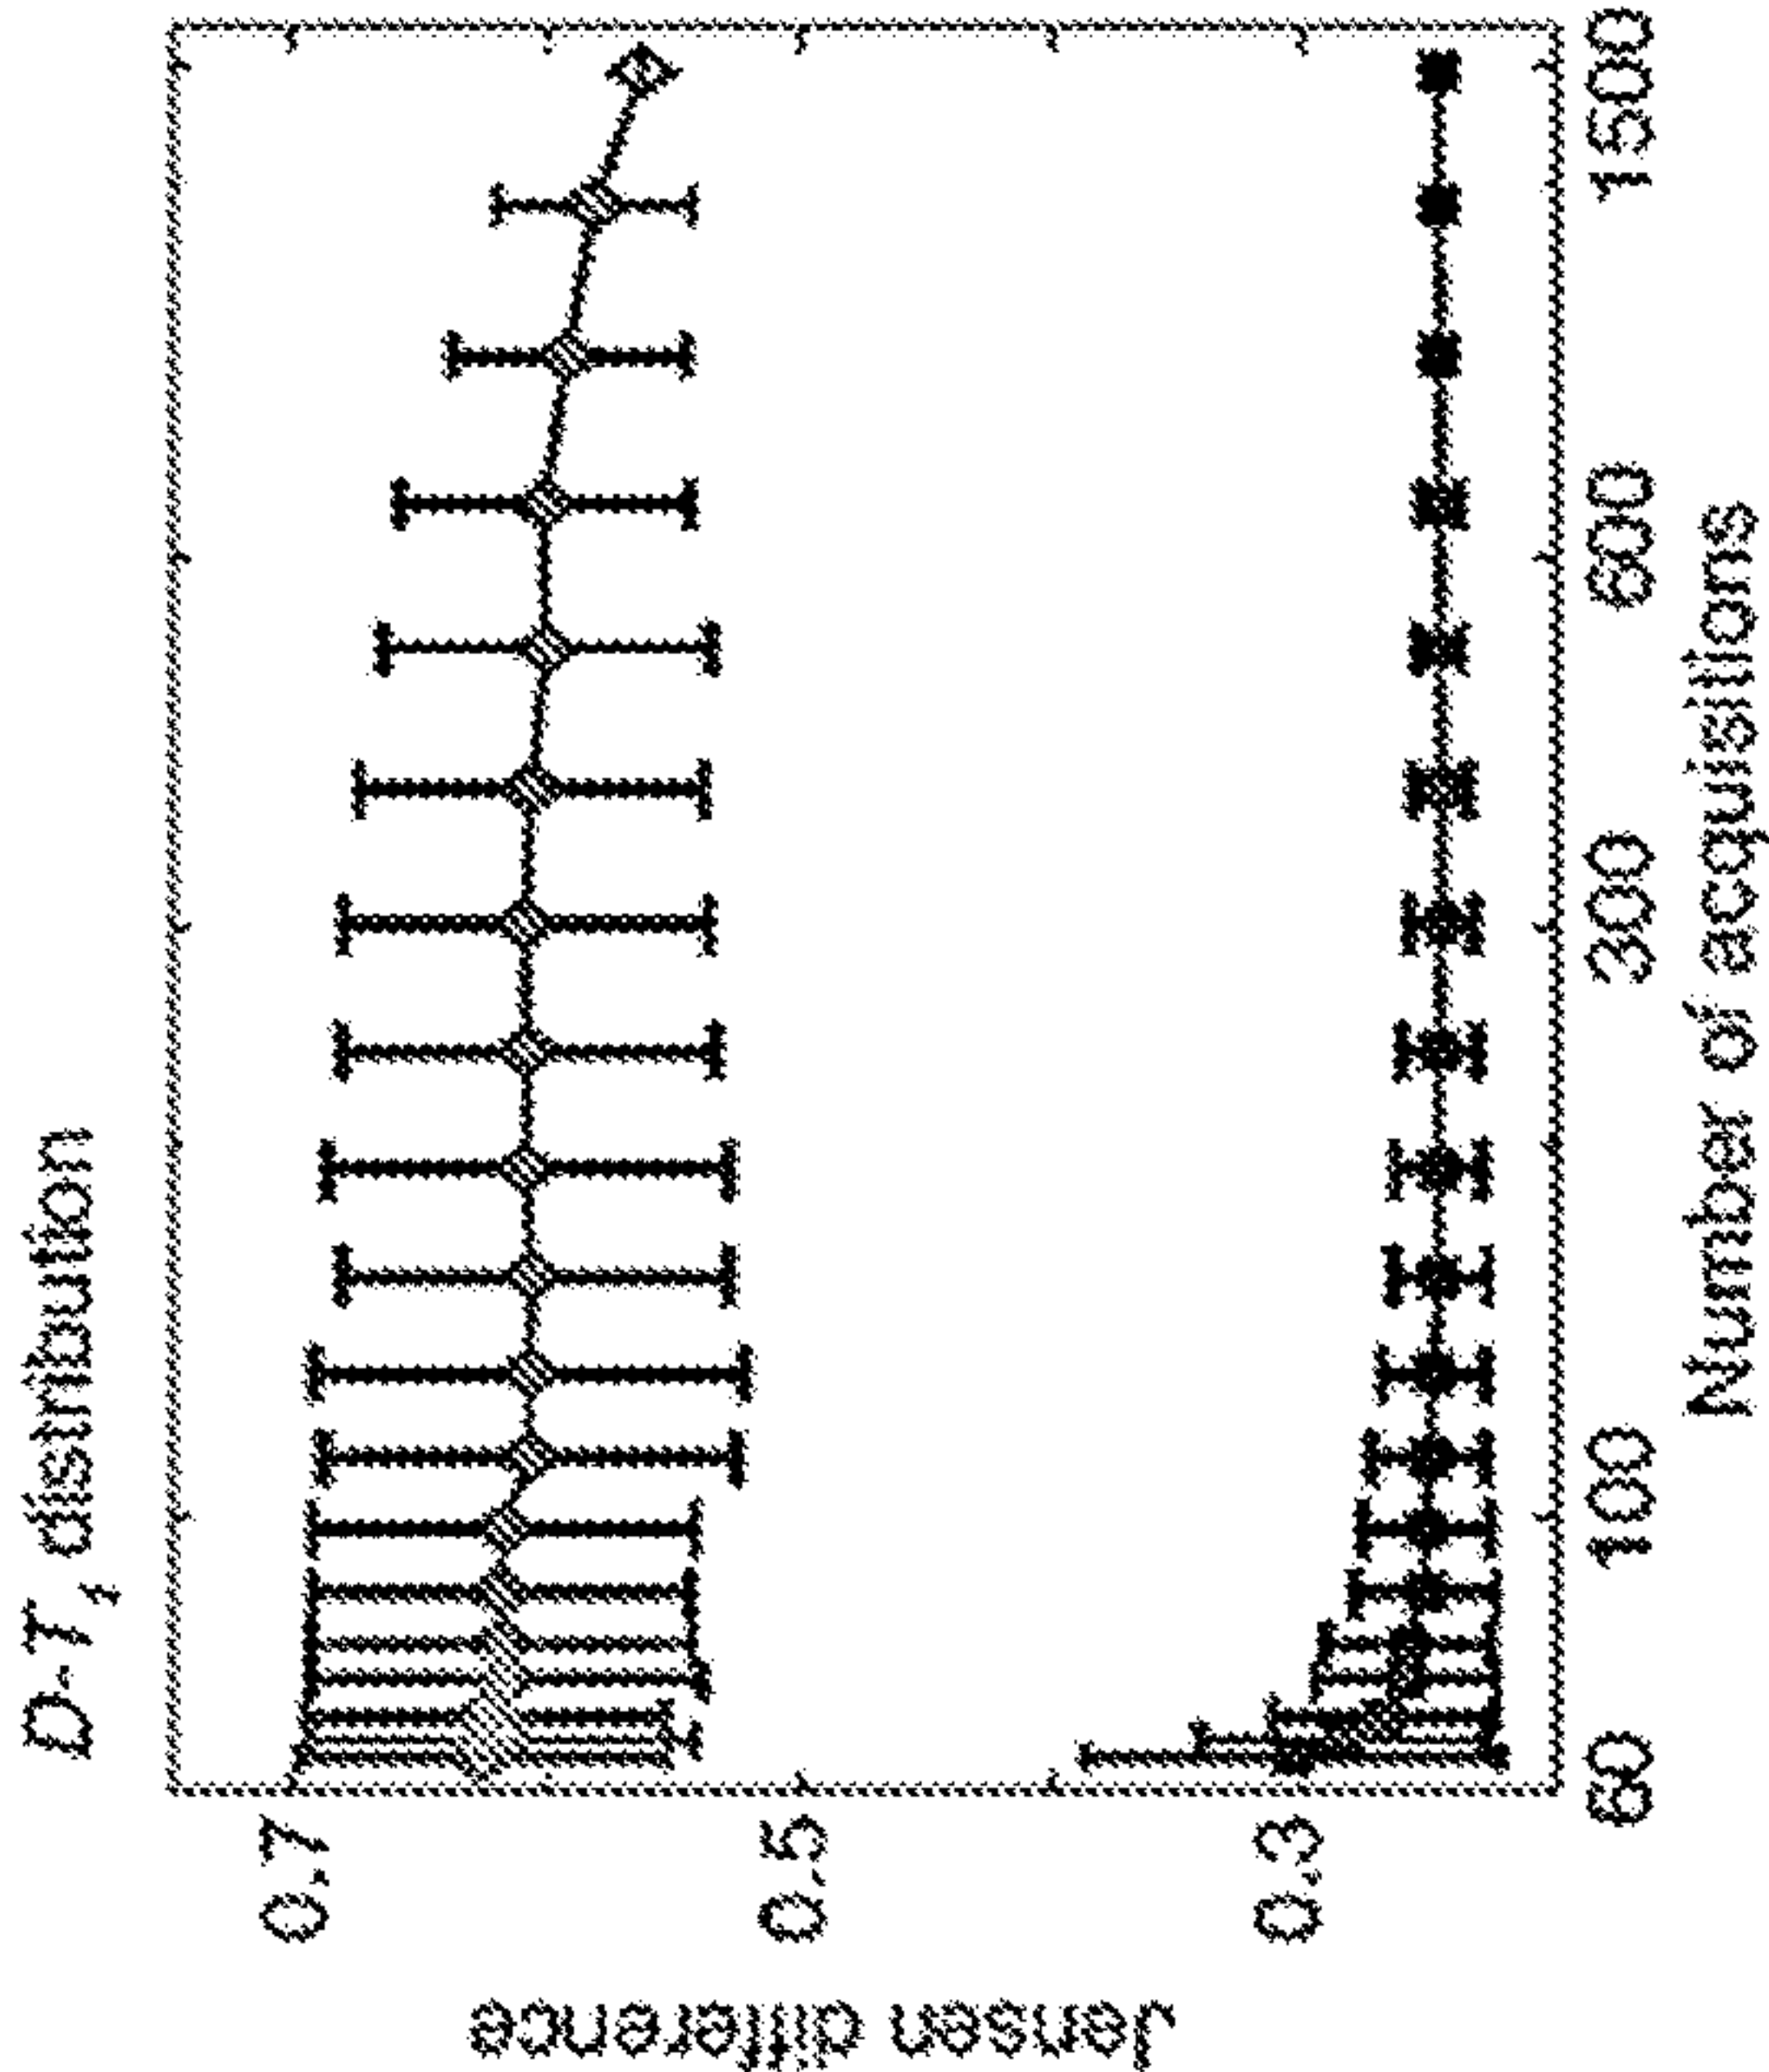 D-T₁ distribution
Jensen difference
0.7
0.5
0.3
60 100 300 600 1500
Number of acquisitions